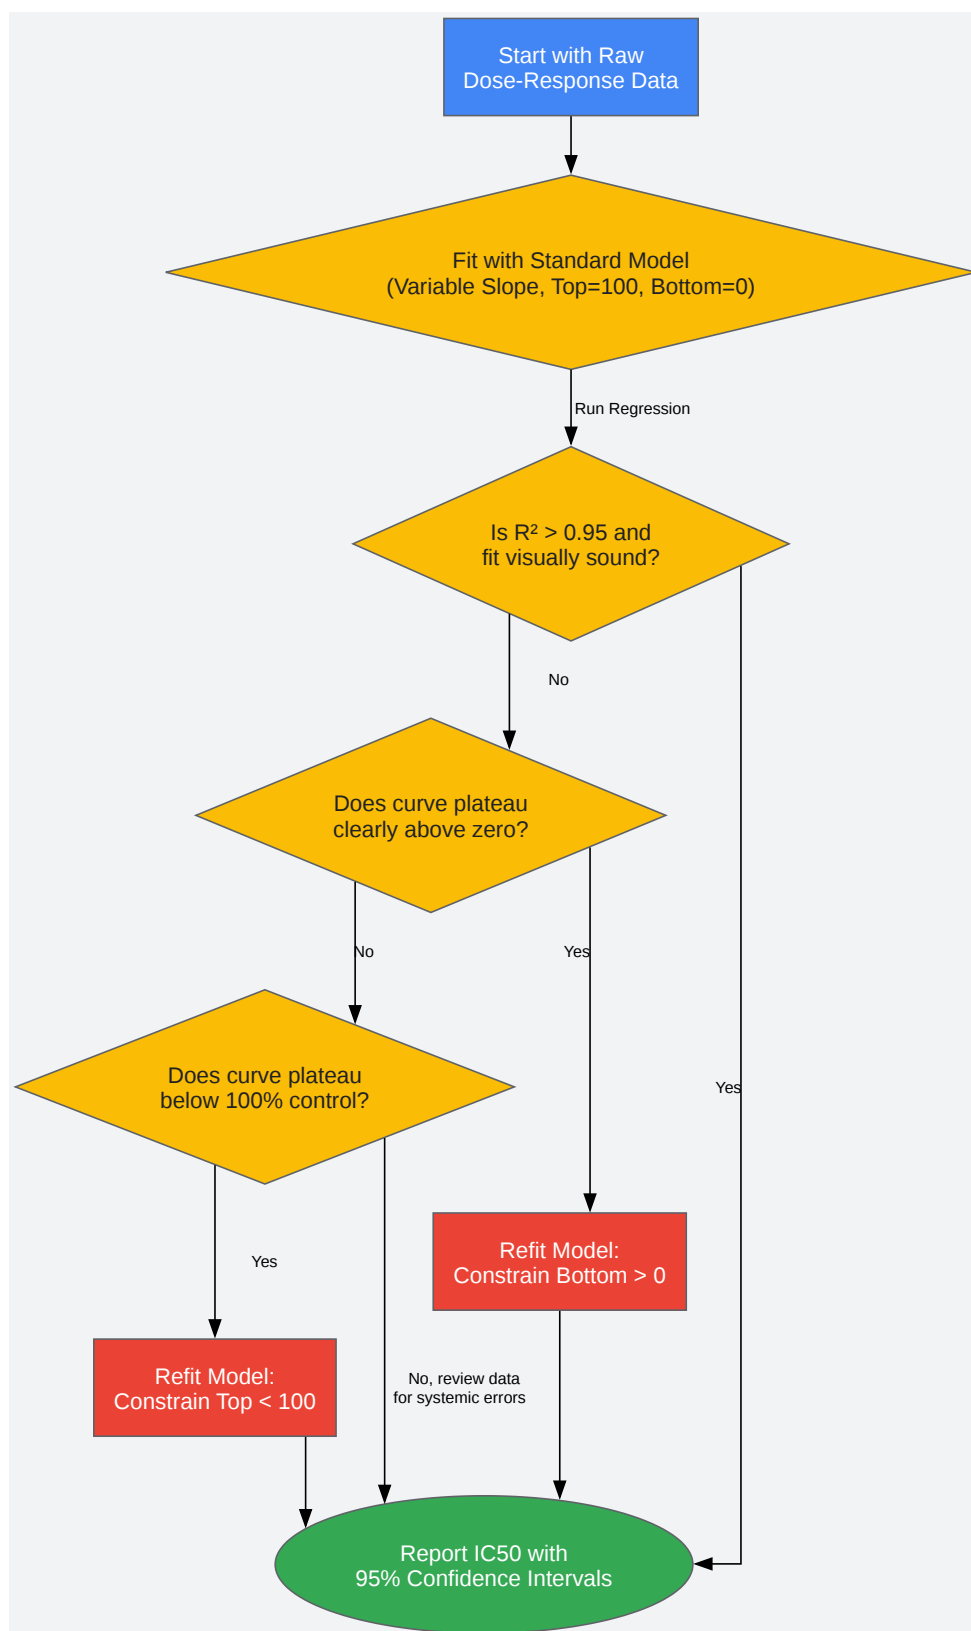 Start with Raw
Dose-Response Data
Fit with Standard Model
(Variable Slope, Top=100, Bottom=0)
Run Regression
Is R² > 0.95 and
fit visually sound?
No
Does curve plateau
clearly above zero?
No
Yes
Does curve plateau
below 100% control?
Yes
Yes
Refit Model:
Constrain Bottom > 0
Refit Model:
Constrain Top < 100
No, review data
for systemic errors
Report IC50 with
95% Confidence Intervals